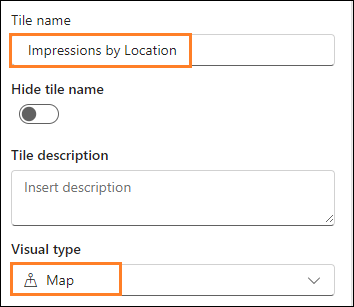 Tile name
Impressions by Location
Hide tile name
Tile description
Insert description
Visual type
Map